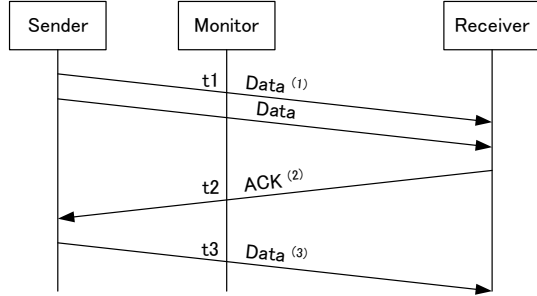 Sender Monitor Receiver
t1 Data (1)
Data
t2 ACK (2)
t3 Data (3)